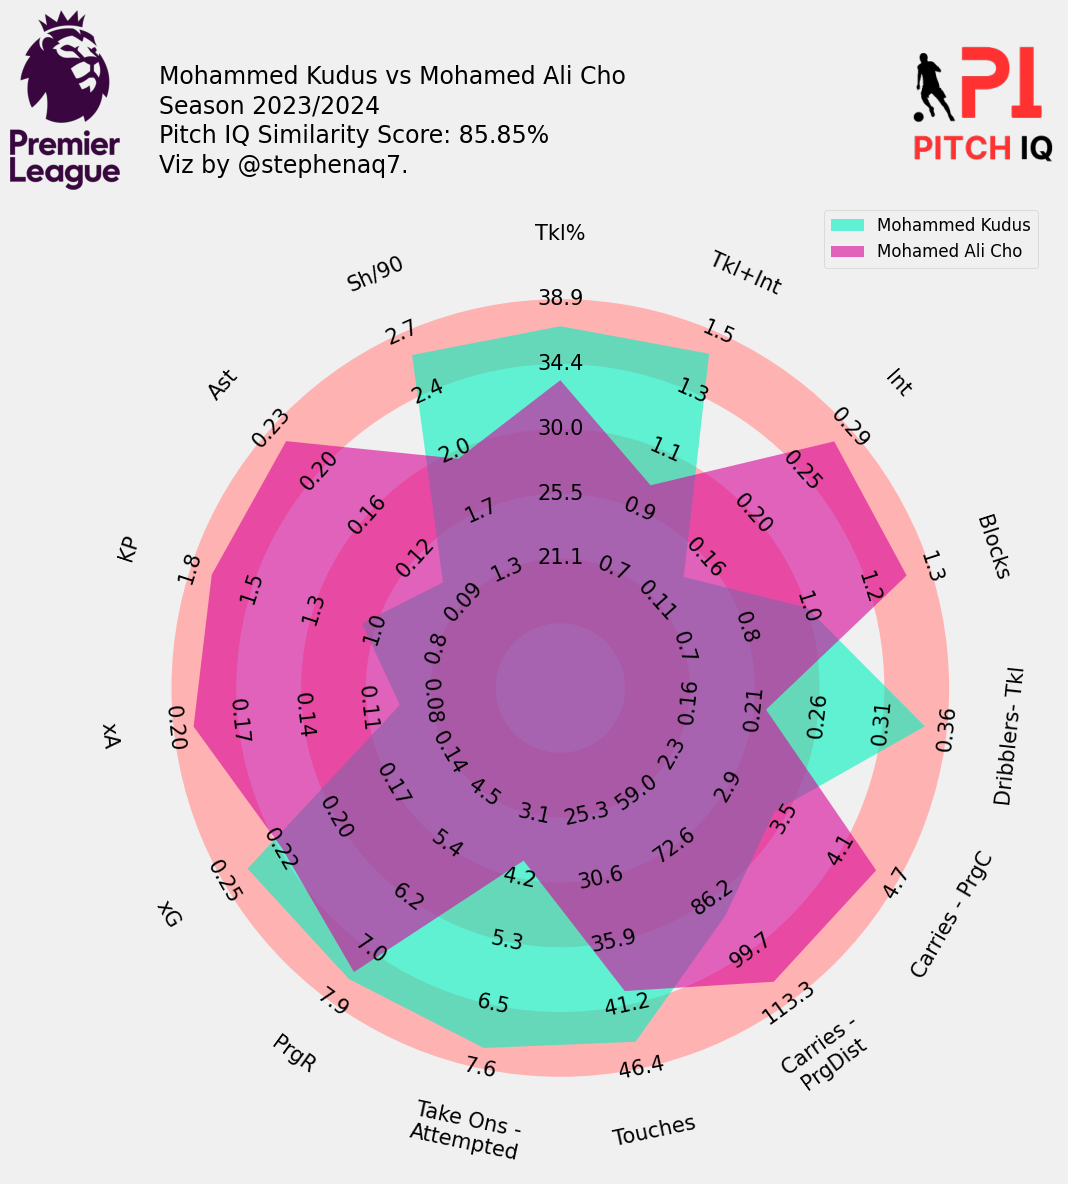 Premier
League
Mohammed Kudus vs Mohamed Ali Cho
Season 2023/2024
Pitch IQ Similarity Score: 85.85%
Viz by @stephenaq7.
PI
PITCH IQ
Mohammed Kudus
Mohamed Ali Cho
Tkl%
38.9
34.4
30.0
25.5
21.1
Tkl+Int
1.5
1.3
1.1
0.9
0.7
Int
0.29
0.25
0.20
0.16
0.11
Blocks
1.3
1.2
1.0
0.8
0.7
Dribblers- Tkl
0.36
0.31
0.26
0.21
0.16
Carries - PrgC
4.7
4.1
3.5
2.9
2.3
Carries -
PrgDist
113.3
99.7
86.2
72.6
59.0
Touches
46.4
41.2
35.9
30.6
25.3
Take Ons -
Attempted
7.6
6.5
5.3
4.2
3.1
PrgR
7.9
7.0
6.2
5.4
4.5
xG
0.25
0.22
0.20
0.17
0.14
xA
0.20
0.17
0.14
0.11
0.08
KP
1.8
1.5
1.3
1.0
0.8
Ast
0.23
0.20
0.16
0.12
0.09
Sh/90
2.7
2.4
2.0
1.7
1.3